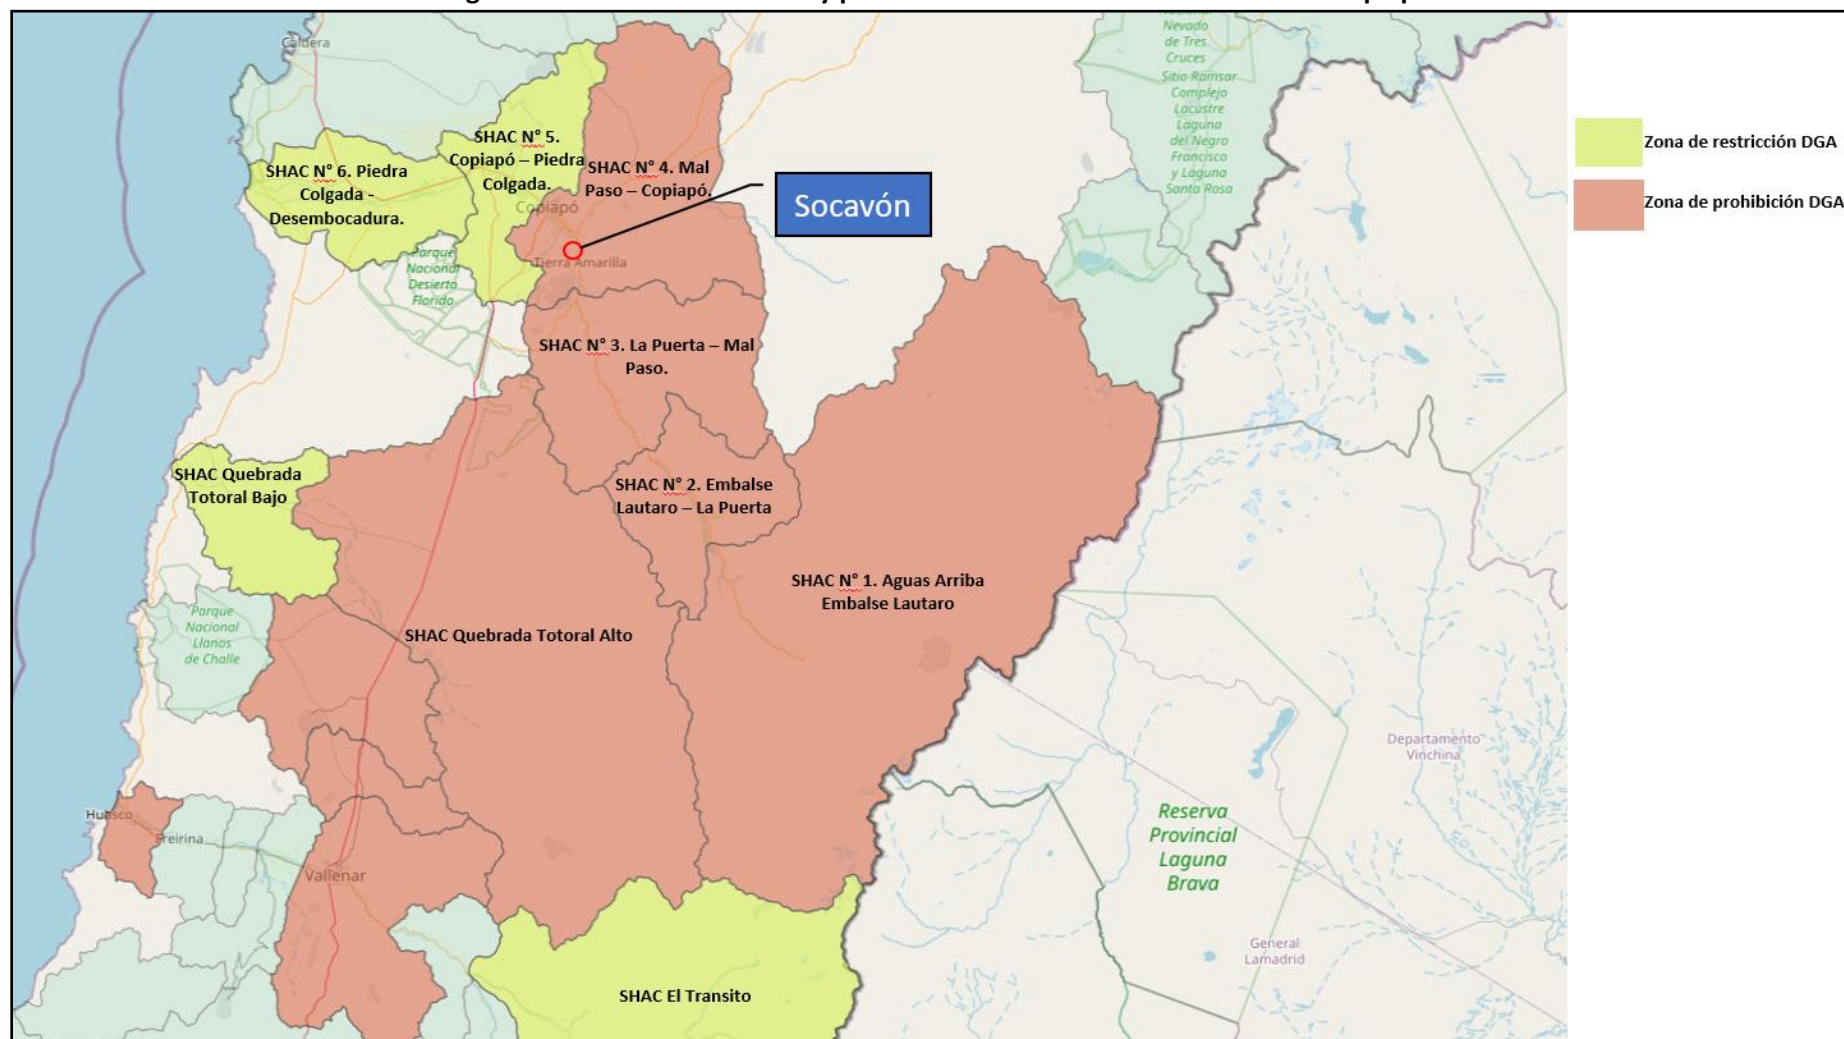 Caldera
Nevado
de Tres
Cruces
Sitio Ramsar
Complejo
Lacustre
Laguna
del Negro
Francisco
y Laguna
Santa Rosa
Zona de restricción DGA
Zona de prohibición DGA
SHAC N° 5.
Copiapó – Piedra
Colgada.
SHAC N° 6. Piedra
Colgada -
Desembocadura.
SHAC N° 4. Mal
Paso – Copiapó.
Copiapó
Socavón
Tierra Amarilla
Parque
Nacional
Desierto
Florido
SHAC N° 3. La Puerta – Mal
Paso.
SHAC Quebrada
Totoral Bajo
SHAC N° 2. Embalse
Lautaro – La Puerta
SHAC N° 1. Aguas Arriba
Embalse Lautaro
Parque
Nacional
Llanos
de Challe
SHAC Quebrada Totoral Alto
Departamento
Vinchina
Huasco
Freirina
Vallenar
Reserva
Provincial
Laguna
Brava
General
Lamadrid
SHAC El Transito